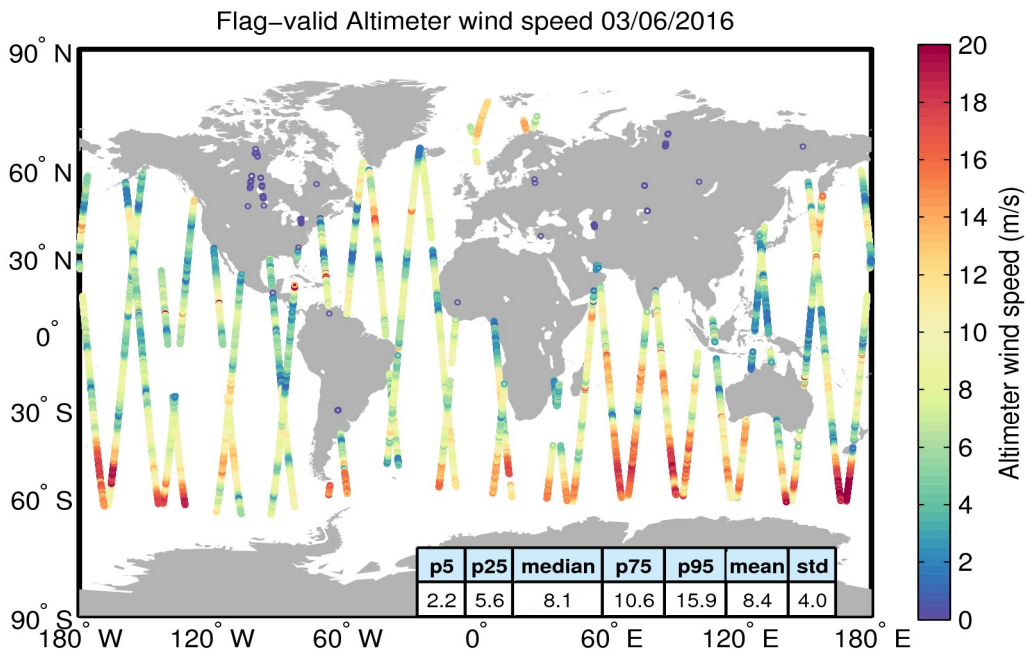 Flag−valid Altimeter wind speed 03/06/2016
90° N
60° N
30° N
0°
30° S
60° S
90° S
180° W
120° W
60° W
0°
60° E
120° E
180° E
p5 p25 median p75 p95 mean std
2.2 5.6 8.1 10.6 15.9 8.4 4.0
20
18
16
14
12
10
8
6
4
2
0
Altimeter wind speed (m/s)